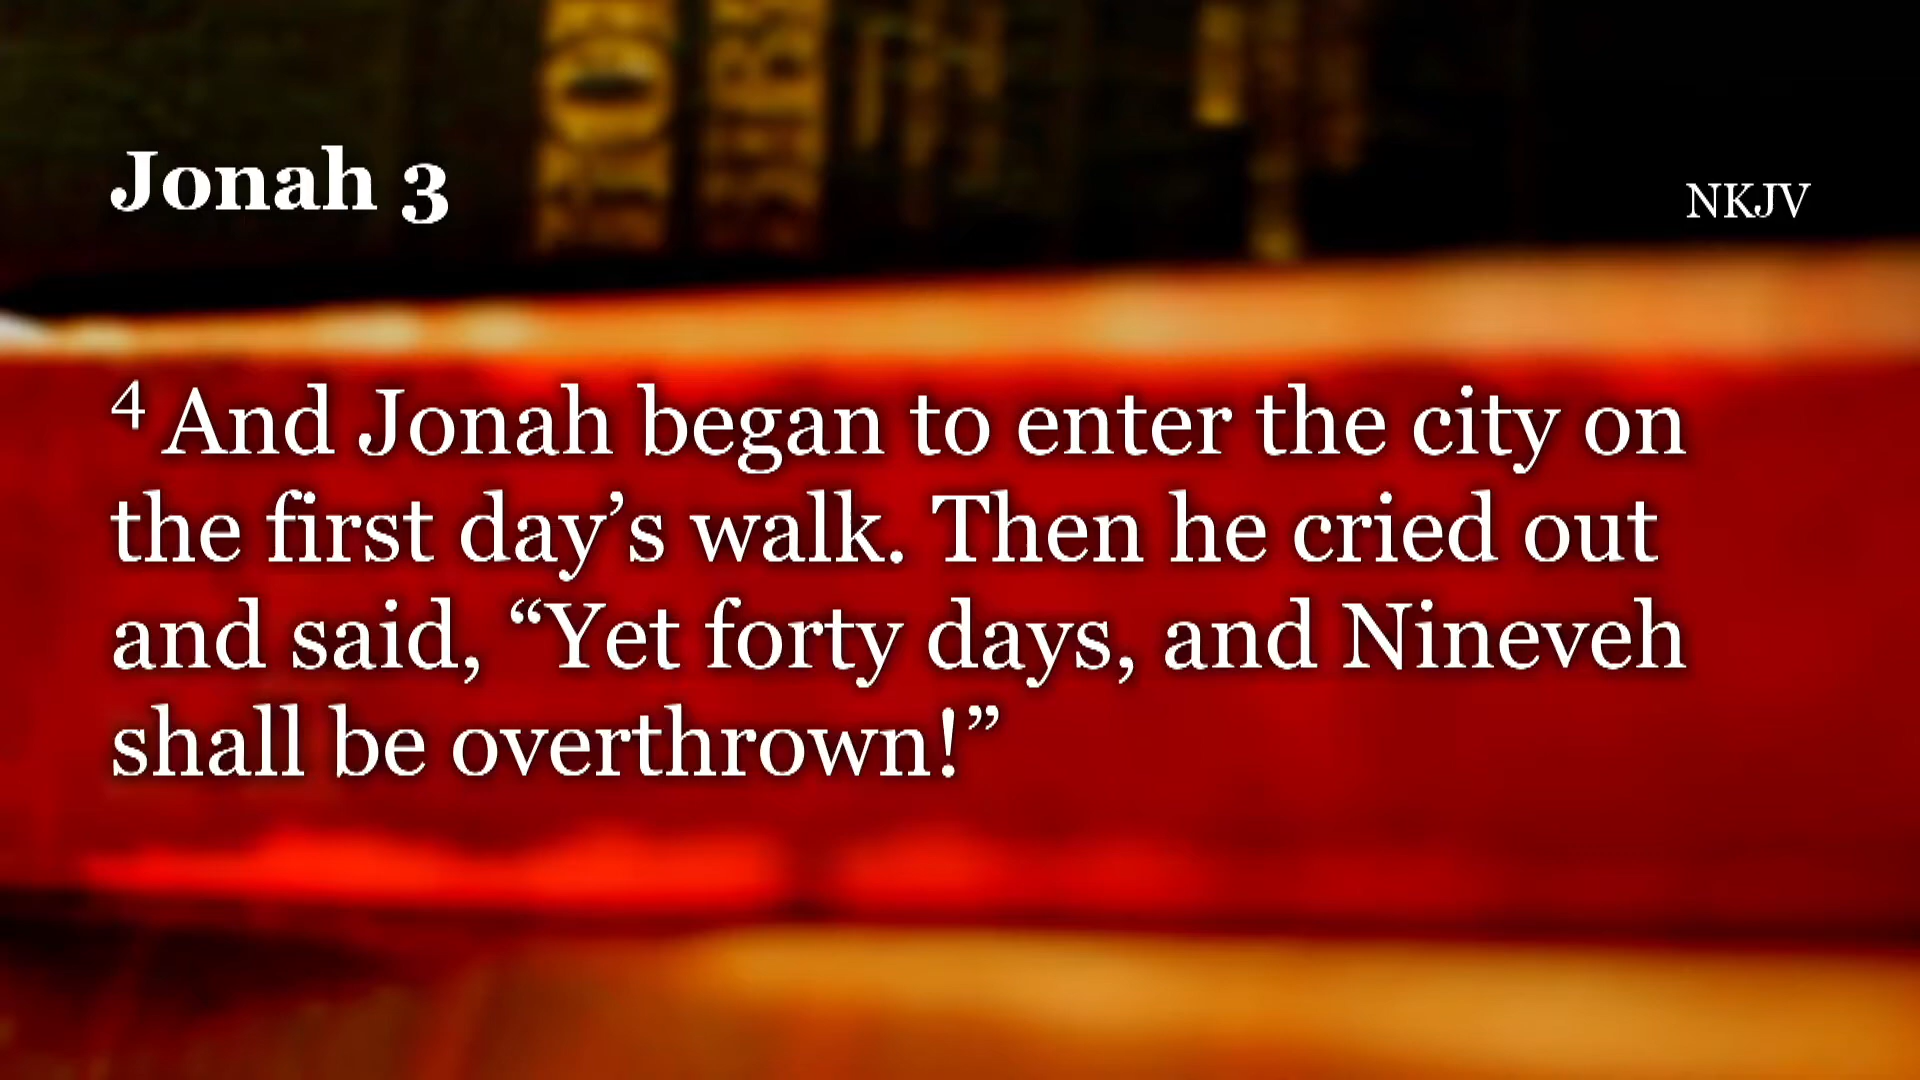 Jonah 3
NKJV
4 And Jonah began to enter the city on
the first day’s walk. Then he cried out
and said, “Yet forty days, and Nineveh
shall be overthrown!”